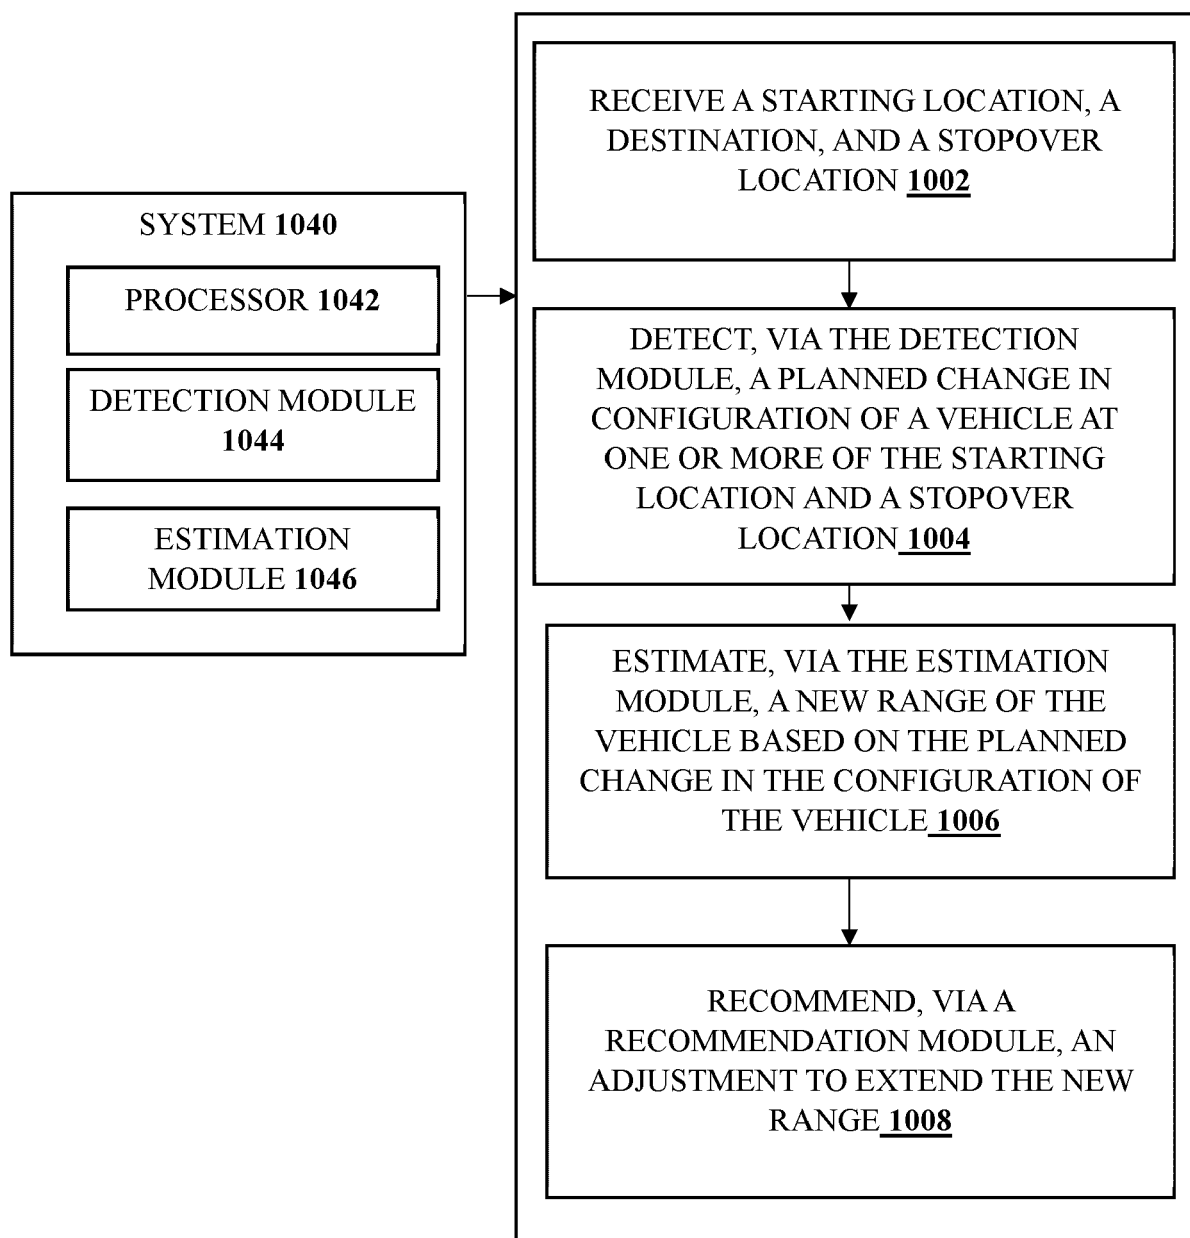 SYSTEM 1040
PROCESSOR 1042
DETECTION MODULE
1044
ESTIMATION
MODULE 1046
RECEIVE A STARTING LOCATION, A
DESTINATION, AND A STOPOVER
LOCATION 1002
DETECT, VIA THE DETECTION
MODULE, A PLANNED CHANGE IN
CONFIGURATION OF A VEHICLE AT
ONE OR MORE OF THE STARTING
LOCATION AND A STOPOVER
LOCATION 1004
ESTIMATE, VIA THE ESTIMATION
MODULE, A NEW RANGE OF THE
VEHICLE BASED ON THE PLANNED
CHANGE IN THE CONFIGURATION OF
THE VEHICLE 1006
RECOMMEND, VIA A
RECOMMENDATION MODULE, AN
ADJUSTMENT TO EXTEND THE NEW
RANGE 1008